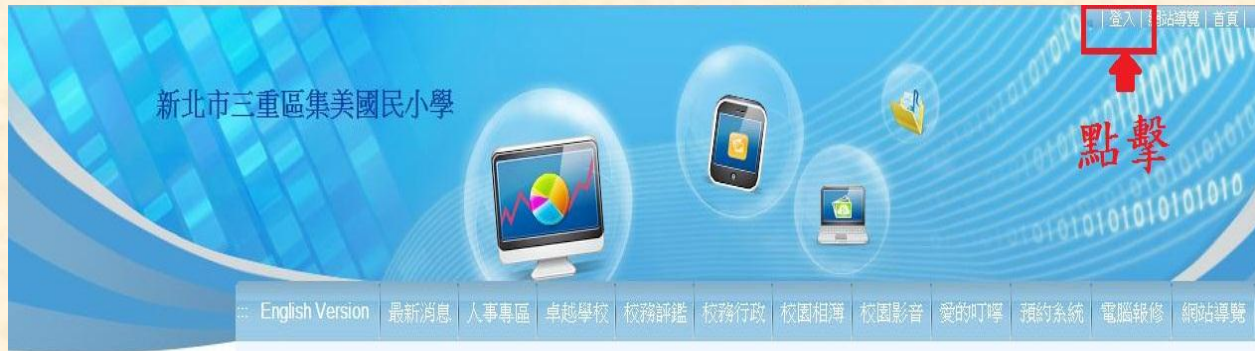 | 登入 | 網站導覽 | 首頁 |
新北市三重區集美國民小學
點擊
01010101010
::: English Version 最新消息 人事專區 卓越學校 校務評鑑 校務行政 校園相簿 校園影音 愛的叮嚀 預約系統 電腦報修 網站導覽